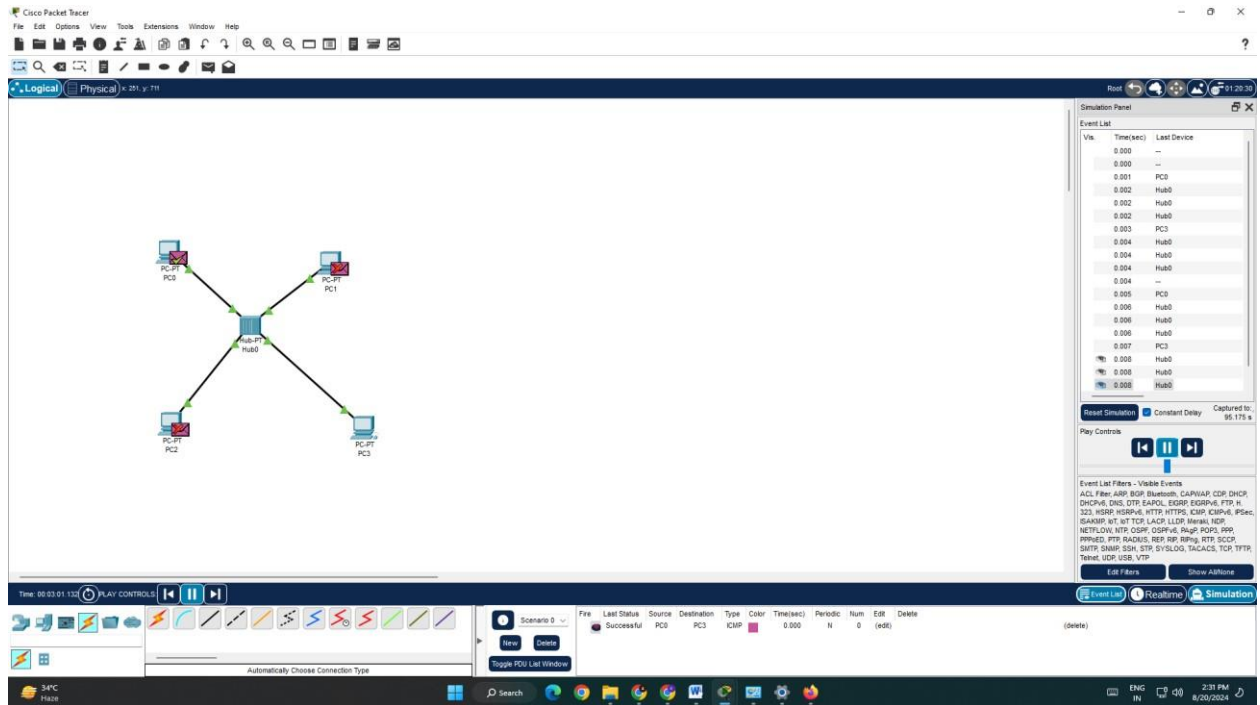 Cisco Packet Tracer
File Edit Options View Tools Extensions Window Help
?
Logical Physical x: 251, y: 711
Root 01:20:30
Simulation Panel
Event List
Vis. Time(sec) Last Device
0.000 --
0.000 --
0.001 PC0
0.002 Hub0
0.002 Hub0
0.002 Hub0
0.003 PC3
0.004 Hub0
0.004 Hub0
0.004 Hub0
0.004 --
0.005 PC0
0.006 Hub0
0.006 Hub0
0.006 Hub0
0.007 PC3
0.008 Hub0
0.008 Hub0
0.008 Hub0
Reset Simulation Constant Delay Captured to:
95.175 s
Play Controls
Event List Filters - Visible Events
ACL Filter, ARP, BGP, Bluetooth, CAPWAP, CDP, DHCP,
DHCPv6, DNS, DTP, EAPOL, EIGRP, EIGRPv6, FTP, H.
323, HSRP, HSRPv6, HTTP, HTTPS, ICMP, ICMPv6, IPSec,
ISAKMP, IoT, IoT TCP, LACP, LLDP, Meraki, NDP,
NETFLOW, NTP, OSPF, OSPFv6, PAgP, POP3, PPP,
PPPoED, PTP, RADIUS, REP, RIP, RIPng, RTP, SCCP,
SMTP, SNMP, SSH, STP, SYSLOG, TACACS, TCP, TFTP,
Telnet, UDP, USB, VTP
Edit Filters Show All/None
Event List Realtime Simulation
PC-PT
PC0
PC-PT
PC1
Hub-PT
Hub0
PC-PT
PC2
PC-PT
PC3
Time: 00:03:01.132 PLAY CONTROLS:
Automatically Choose Connection Type
Scenario 0
New Delete
Toggle PDU List Window
Fire Last Status Source Destination Type Color Time(sec) Periodic Num Edit Delete
Successful PC0 PC3 ICMP 0.000 N 0 (edit) (delete)
34°C
Haze
Search
ENG
IN
2:31 PM
8/20/2024